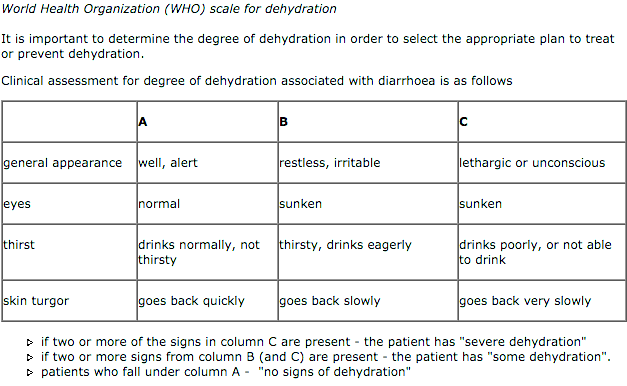 World Health Organization (WHO) scale for dehydration
It is important to determine the degree of dehydration in order to select the appropriate plan to treat
or prevent dehydration.
Clinical assessment for degree of dehydration associated with diarrhoea is as follows
A B C
general appearance well, alert restless, irritable lethargic or unconscious
eyes normal sunken sunken
thirst drinks normally, not thirsty, drinks eagerly drinks poorly, or not able
thirsty to drink
skin turgor goes back quickly goes back slowly goes back very slowly
if two or more of the signs in column C are present - the patient has "severe dehydration"
if two or more signs from column B (and C) are present - the patient has "some dehydration".
patients who fall under column A - "no signs of dehydration"